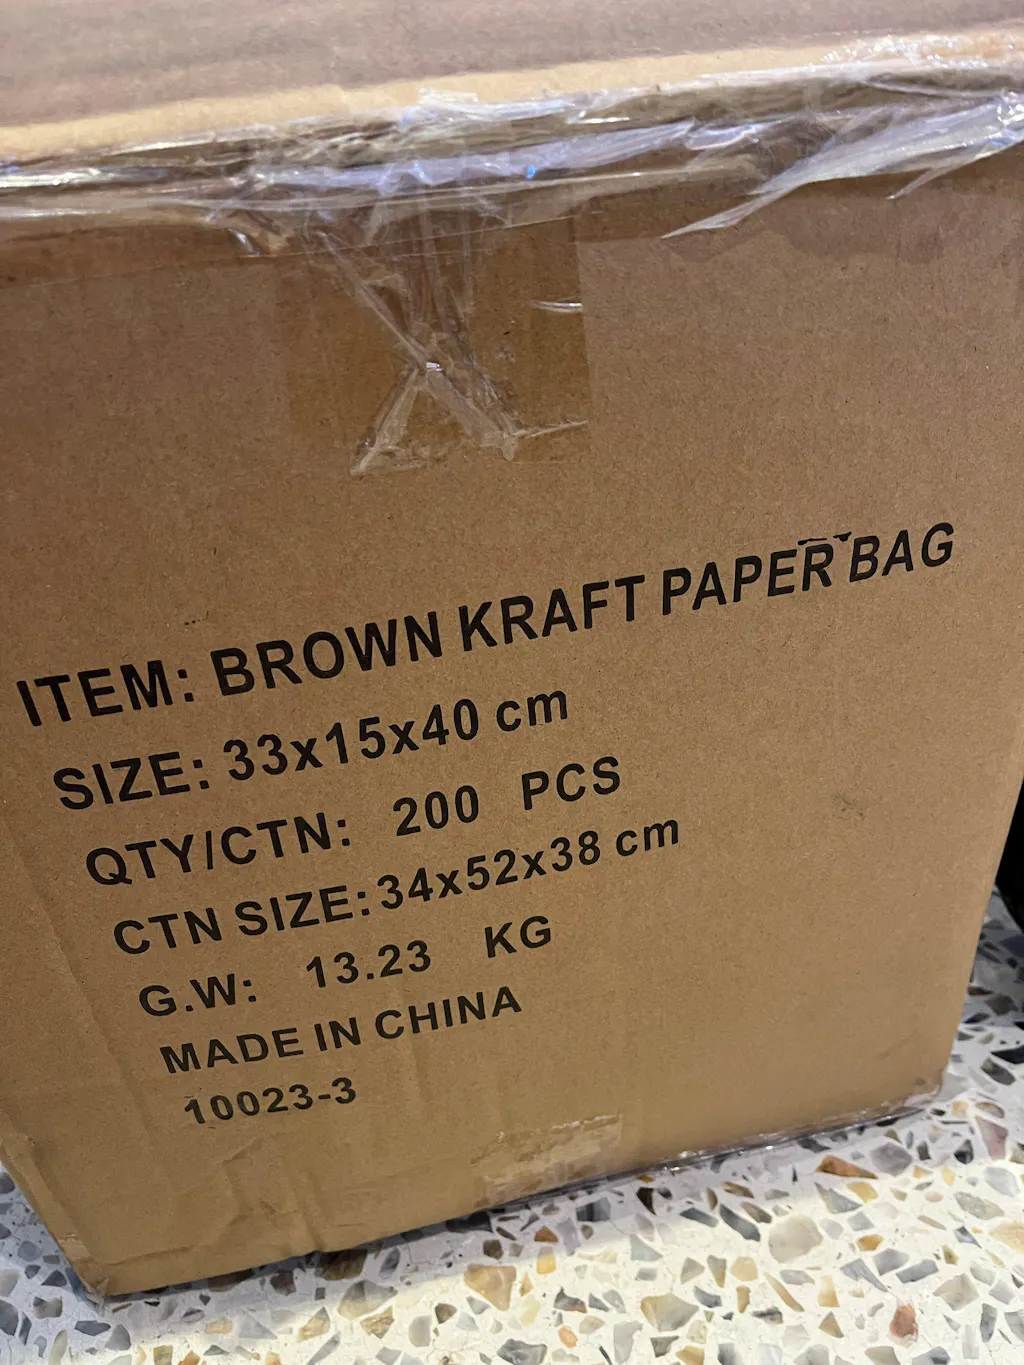 ITEM: BROWN KRAFT PAPER BAG
SIZE: 33x15x40 cm
QTY/CTN: 200 PCS
CTN SIZE: 34x52x38 cm
G.W: 13.23 KG
MADE IN CHINA
10023-3